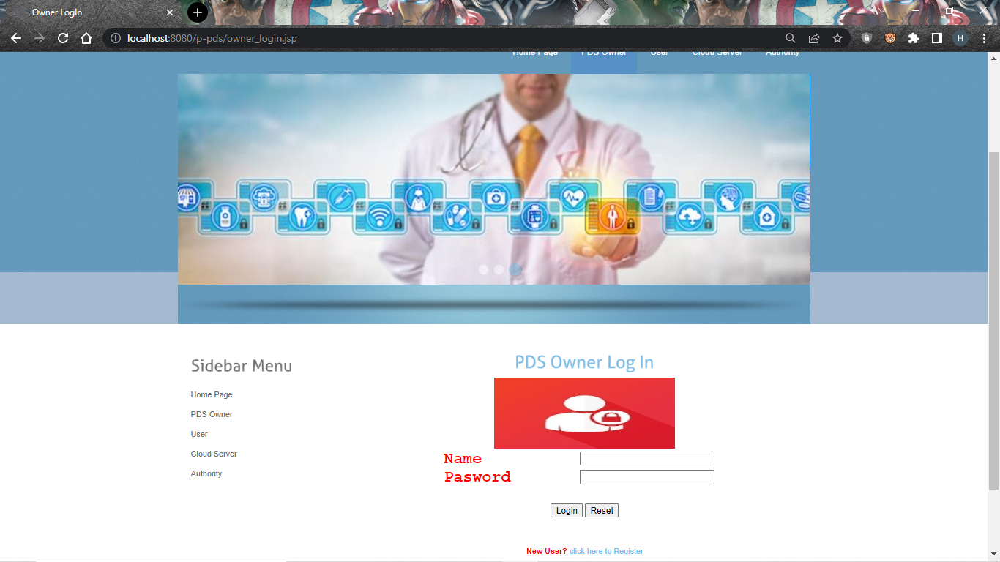 Owner LogIn
localhost:8080/p-pds/owner_login.jsp
H
Home Page PDS Owner User Cloud Server Authority
Sidebar Menu
Home Page
PDS Owner
User
Cloud Server
Authority
PDS Owner Log In
Name
Pasword
Login Reset
New User? click here to Register